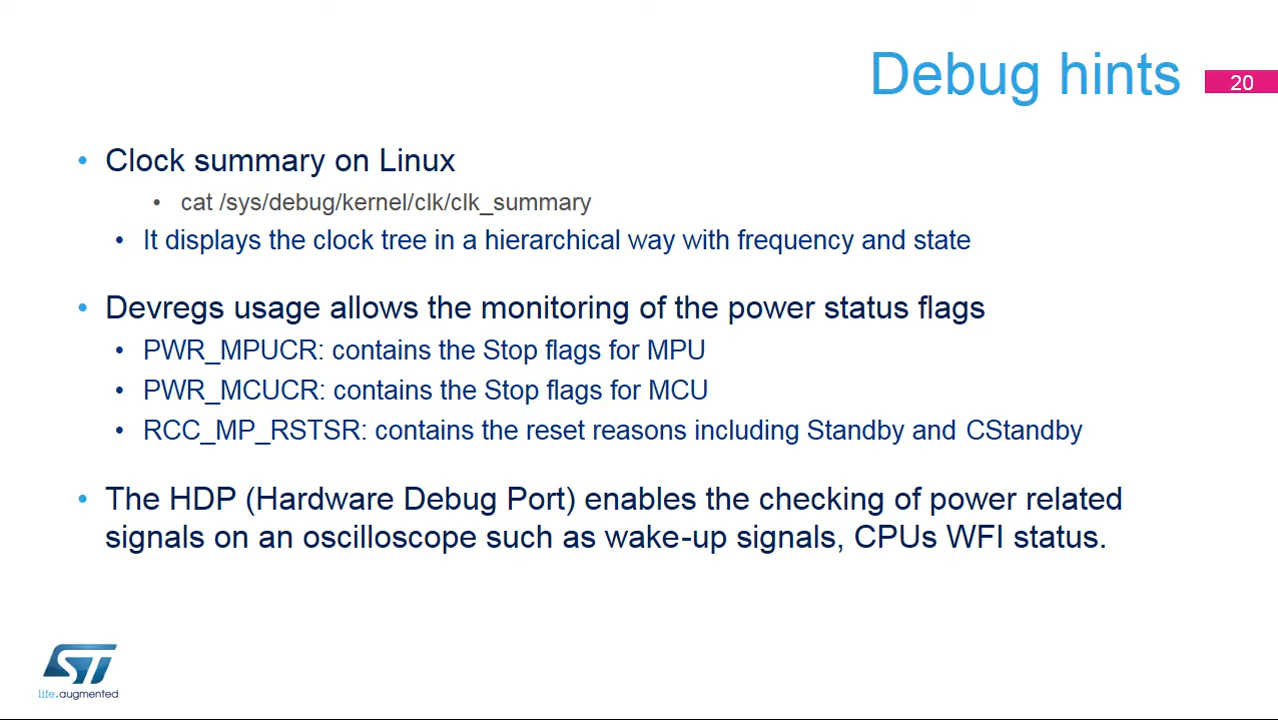 Debug hints
20
• Clock summary on Linux
• cat /sys/debug/kernel/clk/clk_summary
• It displays the clock tree in a hierarchical way with frequency and state
• Devregs usage allows the monitoring of the power status flags
• PWR_MPUCR: contains the Stop flags for MPU
• PWR_MCUCR: contains the Stop flags for MCU
• RCC_MP_RSTSR: contains the reset reasons including Standby and CStandby
• The HDP (Hardware Debug Port) enables the checking of power related
signals on an oscilloscope such as wake-up signals, CPUs WFI status.
ST
life.augmented